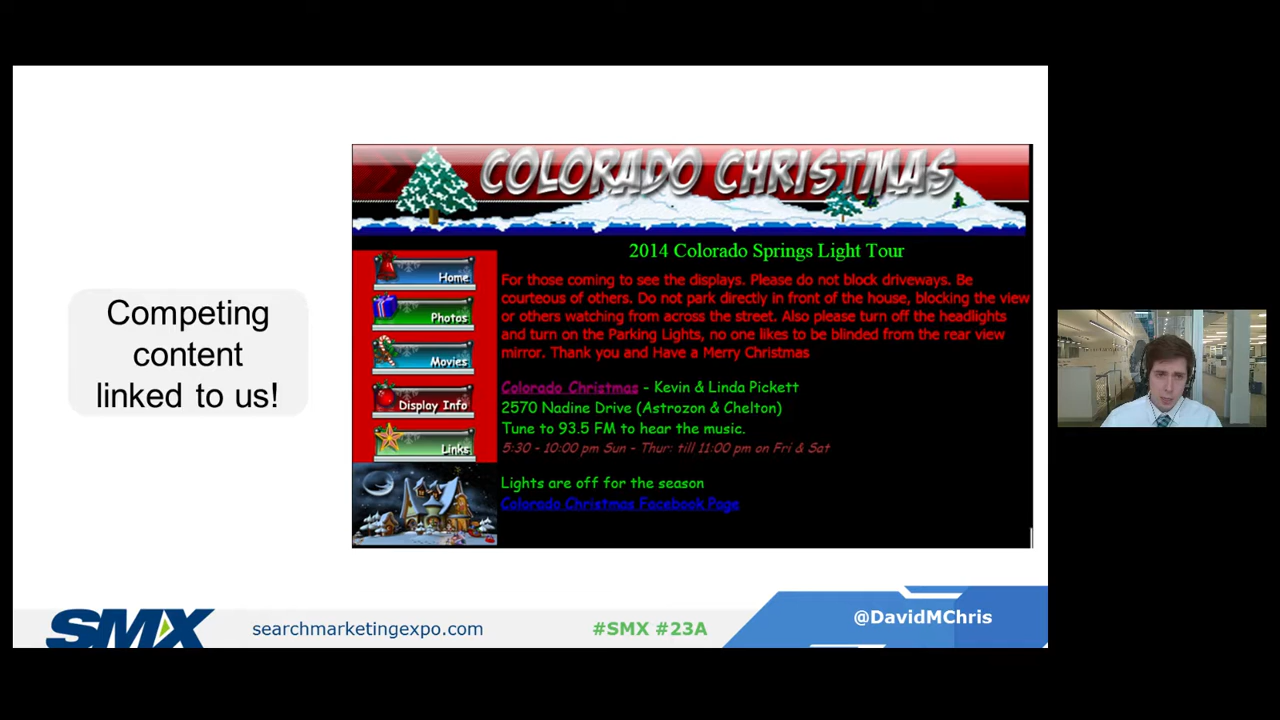 Competing
content
linked to us!
COLORADO CHRISTMAS
Home
Photos
Movies
Display Info
Links
2014 Colorado Springs Light Tour
For those coming to see the displays. Please do not block driveways. Be
courteous of others. Do not park directly in front of the house, blocking the view
or others watching from across the street. Also please turn off the headlights
and turn on the Parking Lights, no one likes to be blinded from the rear view
mirror. Thank you and Have a Merry Christmas
Colorado Christmas - Kevin & Linda Pickett
2570 Nadine Drive (Astrozon & Chelton)
Tune to 93.5 FM to hear the music.
5:30 - 10:00 pm Sun - Thur: till 11:00 pm on Fri & Sat
Lights are off for the season
Colorado Christmas Facebook Page
SMX
searchmarketingexpo.com
#SMX #23A
@DavidMChris